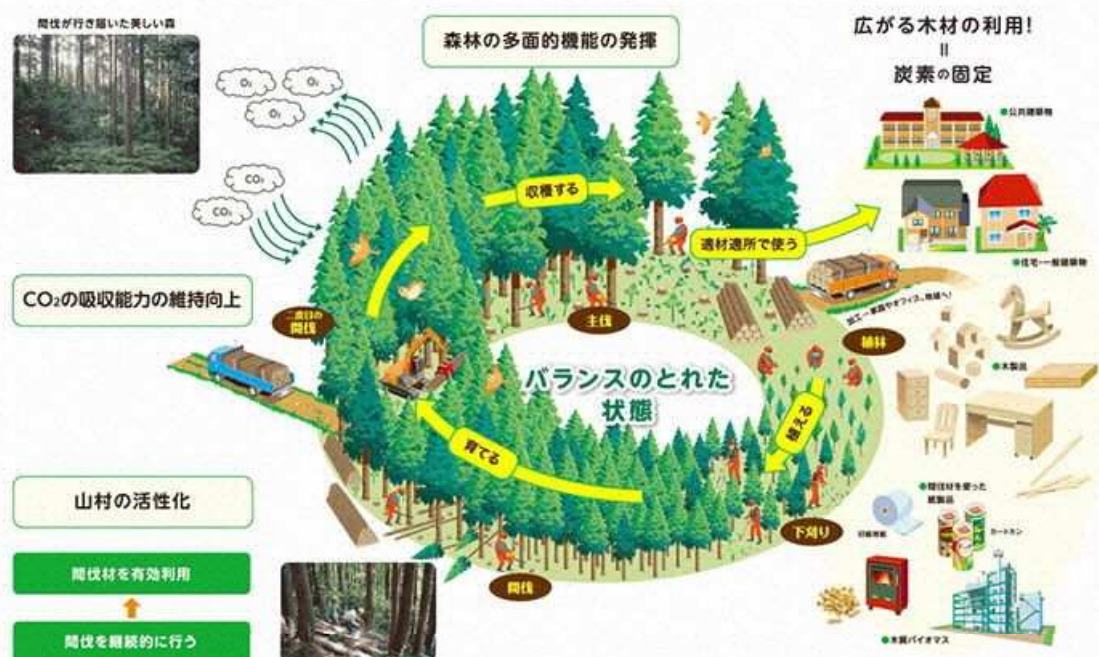 間伐が行き届いた美しい森
森林の多面的機能の発揮
広がる木材の利用!
=
炭素の固定
O₂
O₂
O₂
CO₂
CO₂
●公共建築物
収穫する
適材適所で使う
●住宅・一般建築物
CO₂の吸収能力の維持向上
二度目の
間伐
主伐
加工→家庭やオフィス、地域へ!
植林
●木製品
バランスのとれた
状態
植える
育てる
山村の活性化
●間伐材を使った
紙製品
印刷用紙
カートカン
下刈り
間伐
間伐材を有効利用
間伐を継続的に行う
●木質バイオマス